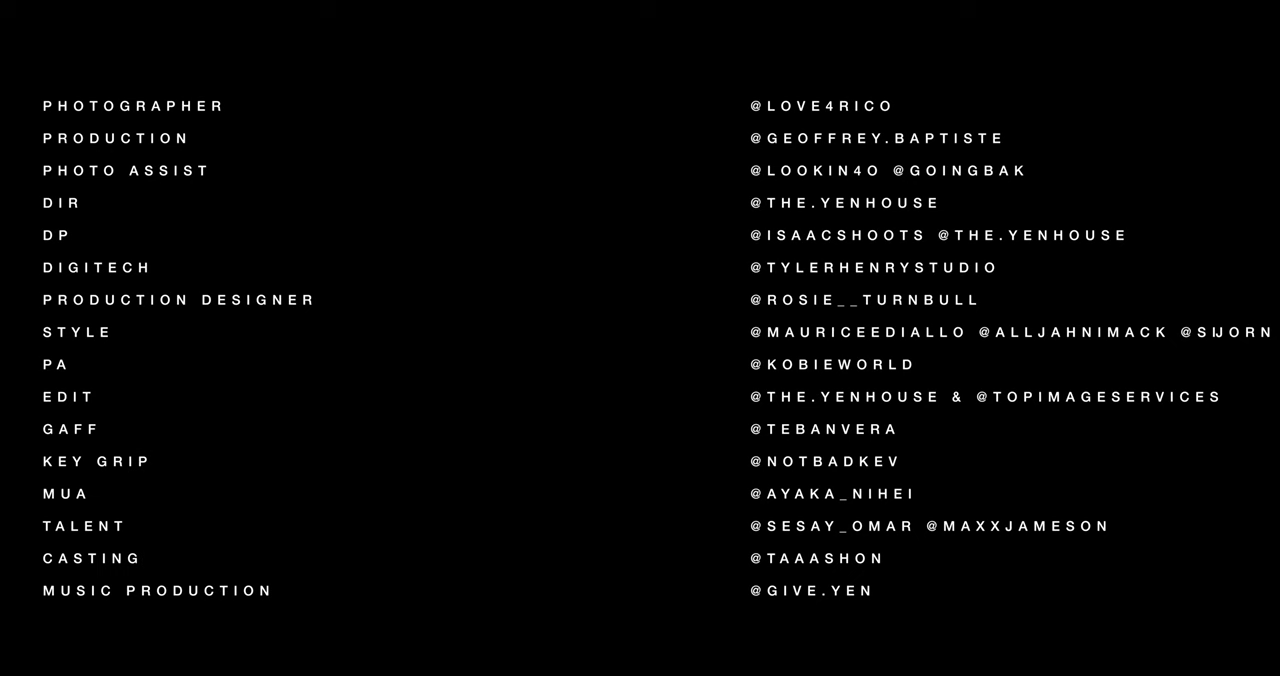 PHOTOGRAPHER @LOVE4RICO
PRODUCTION @GEOFFREY.BAPTISTE
PHOTO ASSIST @LOOKIN4O @GOINGBAK
DIR @THE.YENHOUSE
DP @ISAACSHOOTS @THE.YENHOUSE
DIGITECH @TYLERHENRYSTUDIO
PRODUCTION DESIGNER @ROSIE__TURNBULL
STYLE @MAURICEEDIALLO @ALLJAHNIMACK @SIJORN
PA @KOBIEWORLD
EDIT @THE.YENHOUSE & @TOPIMAGESERVICES
GAFF @TEBANVERA
KEY GRIP @NOTBADKEV
MUA @AYAKA_NIHEI
TALENT @SESAY_OMAR @MAXXJAMESON
CASTING @TAAASHON
MUSIC PRODUCTION @GIVE.YEN